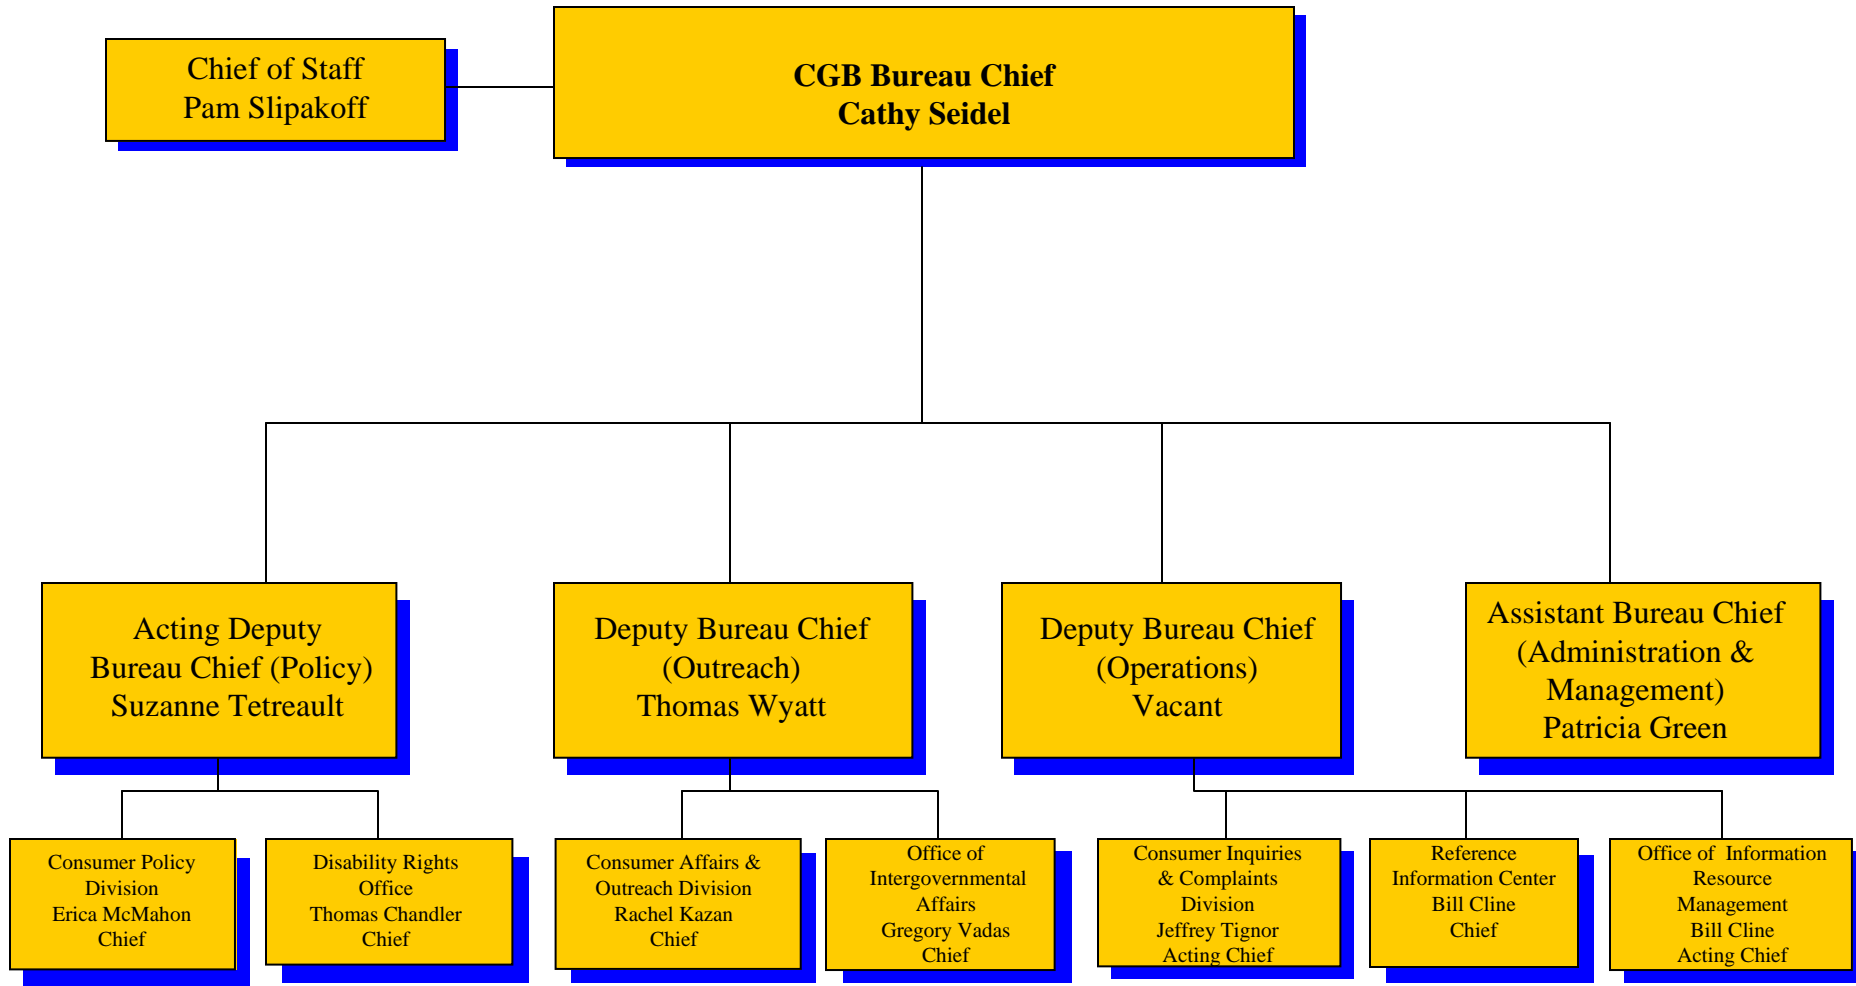 Chief of Staff
Pam Slipakoff
CGB Bureau Chief
Cathy Seidel
Acting Deputy
Bureau Chief (Policy)
Suzanne Tetreault
Deputy Bureau Chief
(Outreach)
Thomas Wyatt
Deputy Bureau Chief
(Operations)
Vacant
Assistant Bureau Chief
(Administration &
Management)
Patricia Green
Consumer Policy
Division
Erica McMahon
Chief
Disability Rights
Office
Thomas Chandler
Chief
Consumer Affairs &
Outreach Division
Rachel Kazan
Chief
Office of
Intergovernmental
Affairs
Gregory Vadas
Chief
Consumer Inquiries
& Complaints
Division
Jeffrey Tignor
Acting Chief
Reference
Information Center
Bill Cline
Chief
Office of Information
Resource
Management
Bill Cline
Acting Chief